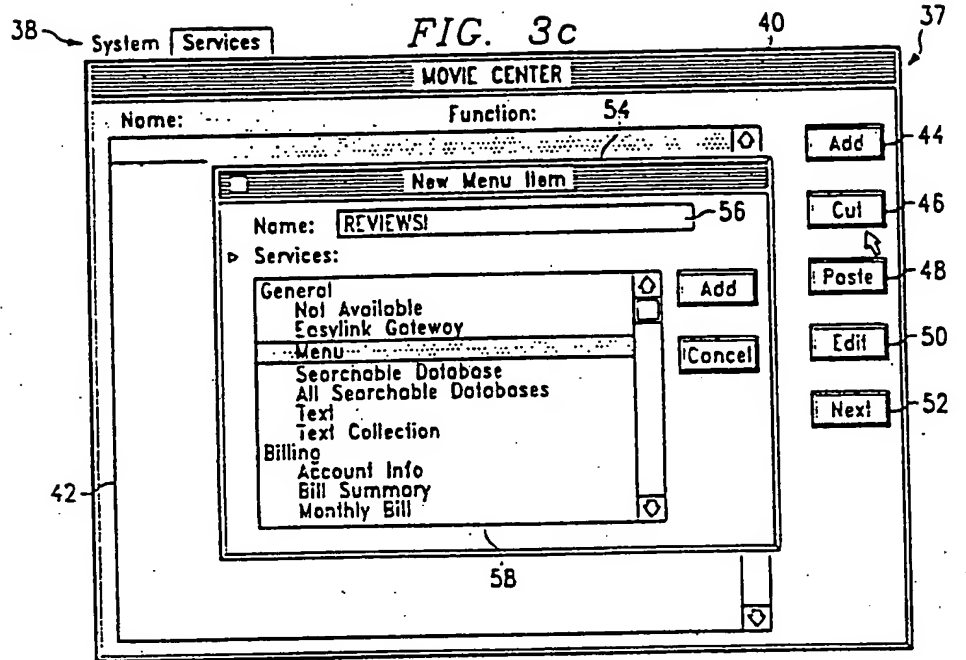 FIG. 3c
38 System Services 40 37
MOVIE CENTER
Name: Function: 54
Add 44
New Menu Item
Name: REVIEWSI 56
Cut 46
Services:
Paste 48
General
Add
Not Available
Easylink Gateway
Menu
Edit 50
Cancel
Searchable Database
All Searchable Databases
Text
Next 52
Text Collection
Billing
Account Info
42
Bill Summary
Monthly Bill
58